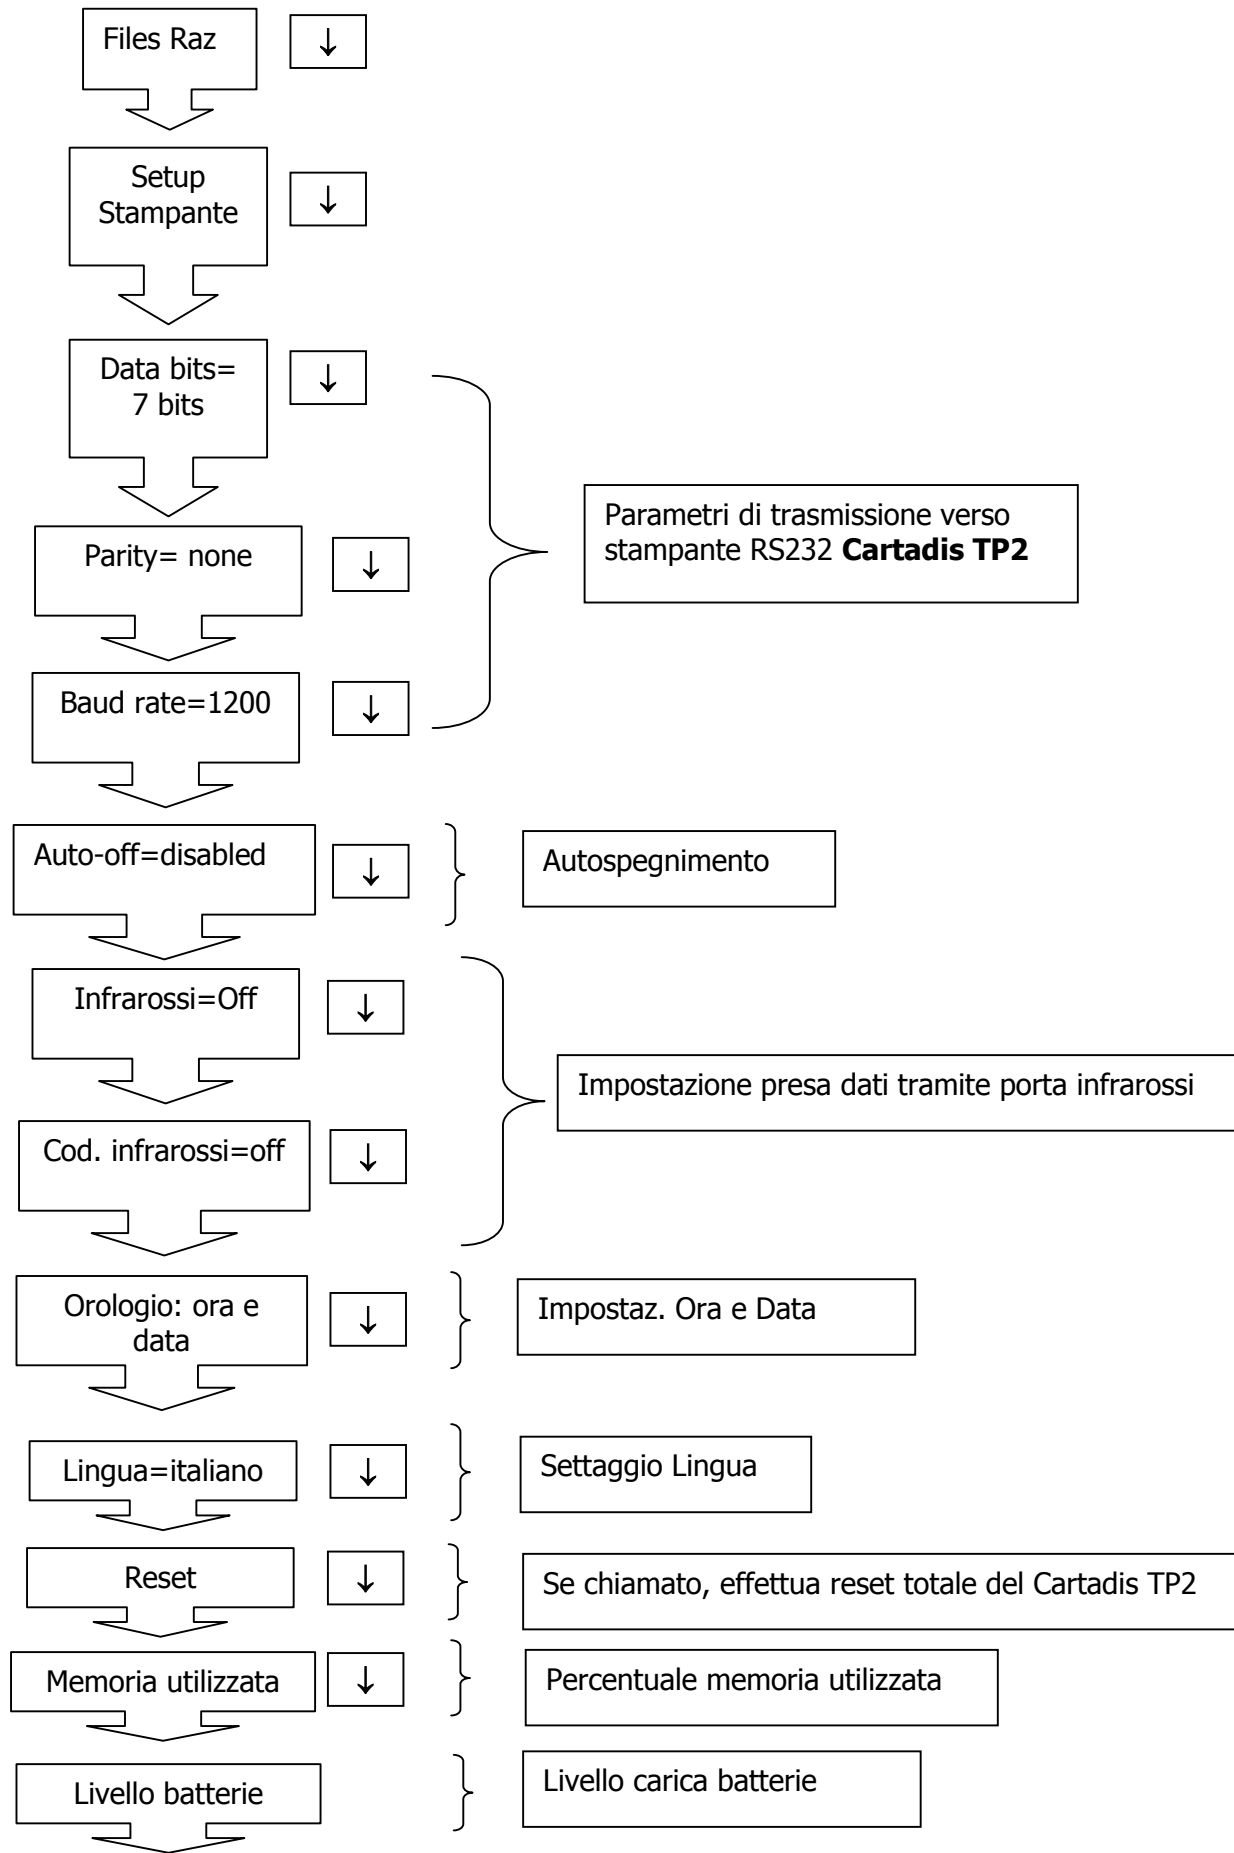 Files Raz
↓
Setup
Stampante
↓
Data bits=
7 bits
↓
Parametri di trasmissione verso
stampante RS232 Cartadis TP2
Parity= none
↓
Baud rate=1200
↓
Auto-off=disabled
↓
Autospegnimento
Infrarossi=Off
↓
Impostazione presa dati tramite porta infrarossi
Cod. infrarossi=off
↓
Orologio: ora e
data
↓
Impostaz. Ora e Data
Lingua=italiano
↓
Settaggio Lingua
Reset
↓
Se chiamato, effettua reset totale del Cartadis TP2
Memoria utilizzata
↓
Percentuale memoria utilizzata
Livello batterie
Livello carica batterie